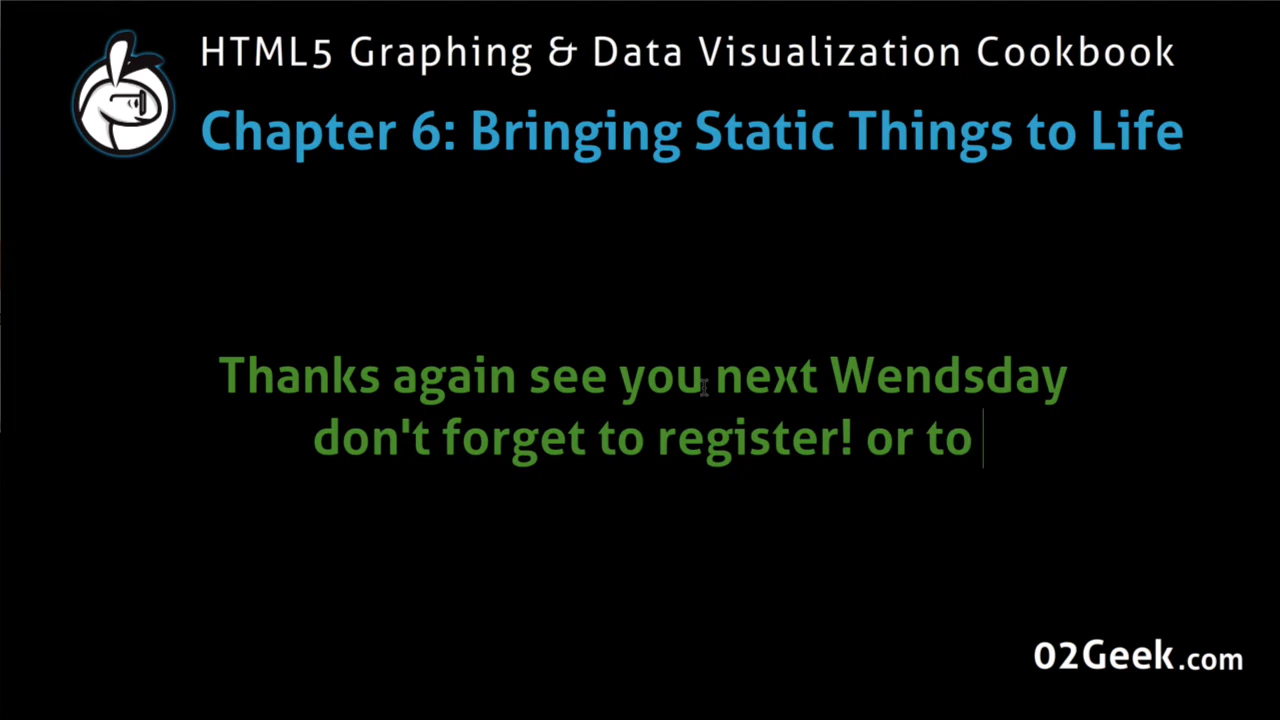 HTML5 Graphing & Data Visualization Cookbook
Chapter 6: Bringing Static Things to Life
Thanks again see you next Wendsday
don't forget to register! or to
02Geek.com